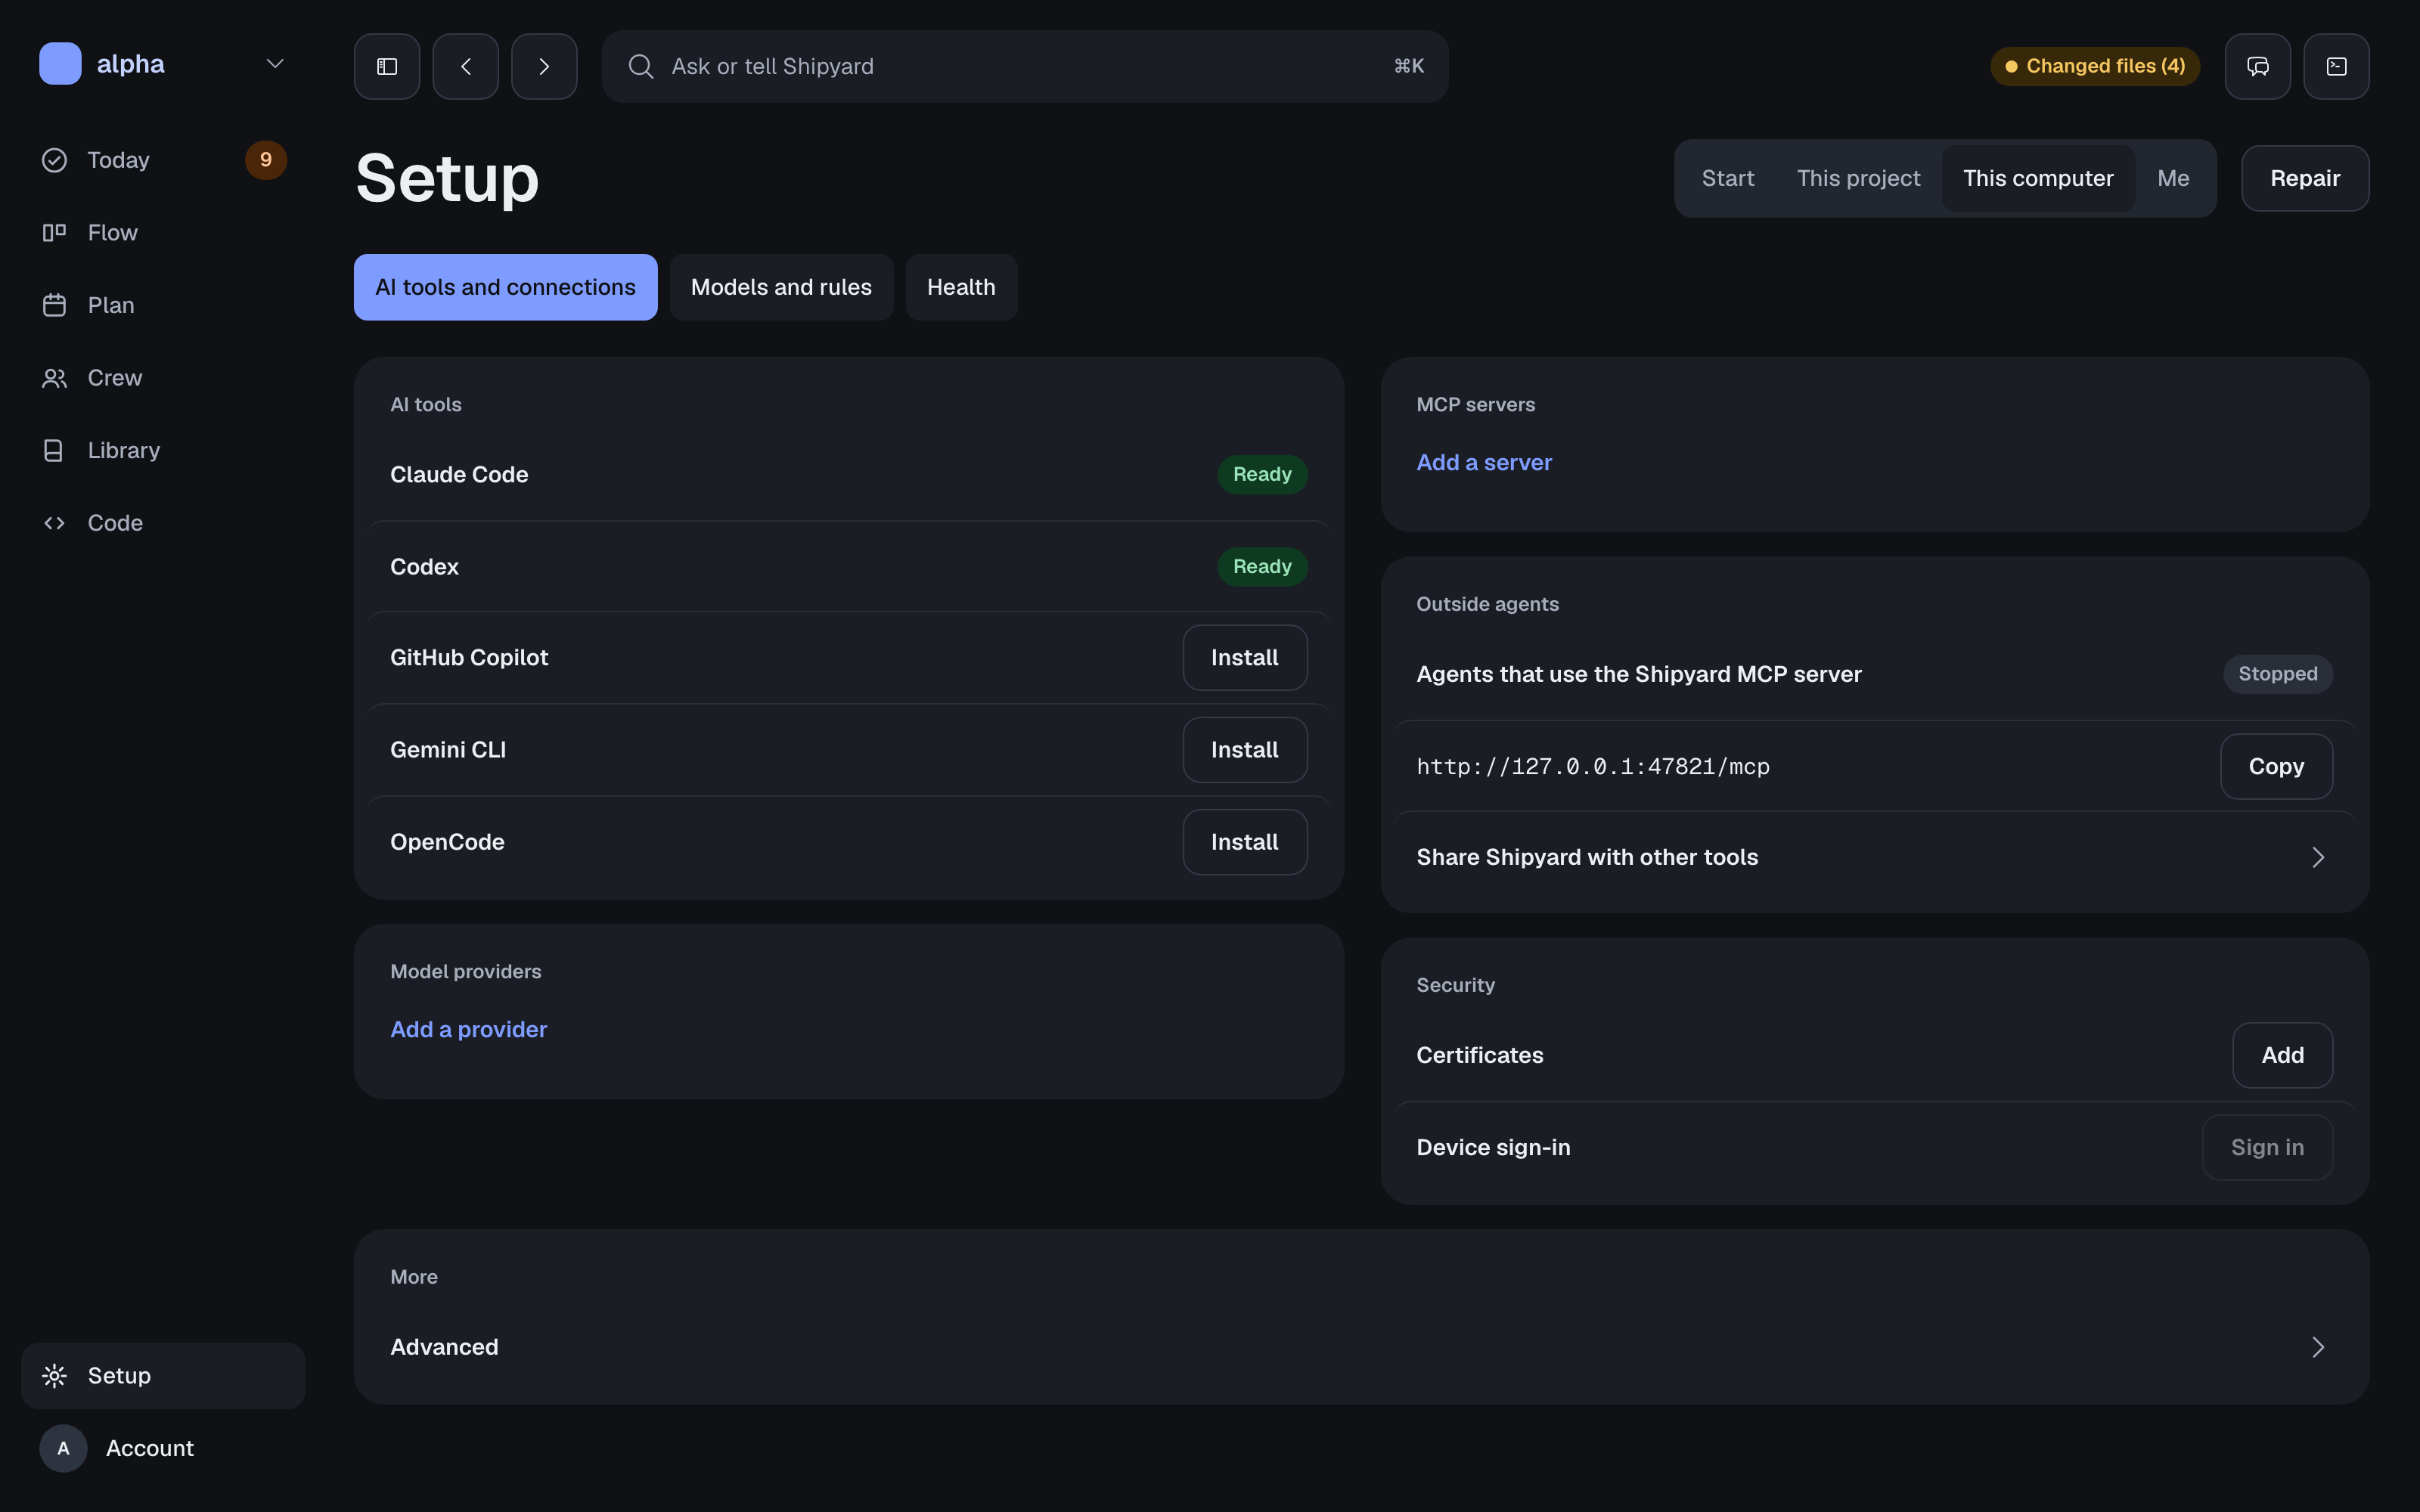 alpha
Ask or tell Shipyard
⌘K
Changed files (4)
Today
9
Flow
Plan
Crew
Library
Code
Setup
Account
A
Setup
Start
This project
This computer
Me
Repair
AI tools and connections
Models and rules
Health
AI tools
Claude Code
Ready
Codex
Ready
GitHub Copilot
Install
Gemini CLI
Install
OpenCode
Install
Model providers
Add a provider
MCP servers
Add a server
Outside agents
Agents that use the Shipyard MCP server
Stopped
http://127.0.0.1:47821/mcp
Copy
Share Shipyard with other tools
Security
Certificates
Add
Device sign-in
Sign in
More
Advanced